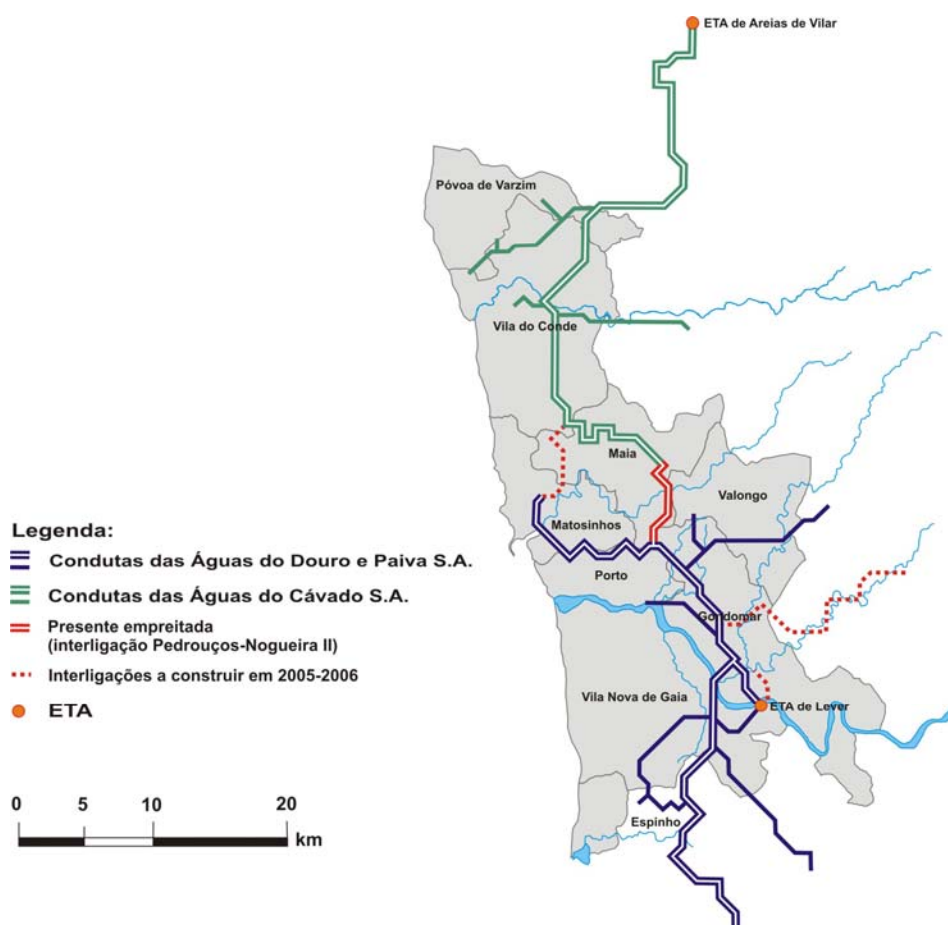 ETA de Areias de Vilar
Póvoa de Varzim
Vila do Conde
Maia
Valongo
Matosinhos
Porto
Gondomar
Vila Nova de Gaia
ETA de Lever
Espinho
Legenda:
Condutas das Águas do Douro e Paiva S.A.
Condutas das Águas do Cávado S.A.
Presente empreitada
(interligação Pedrouços-Nogueira II)
Interligações a construir em 2005-2006
ETA
0 5 10 20
km